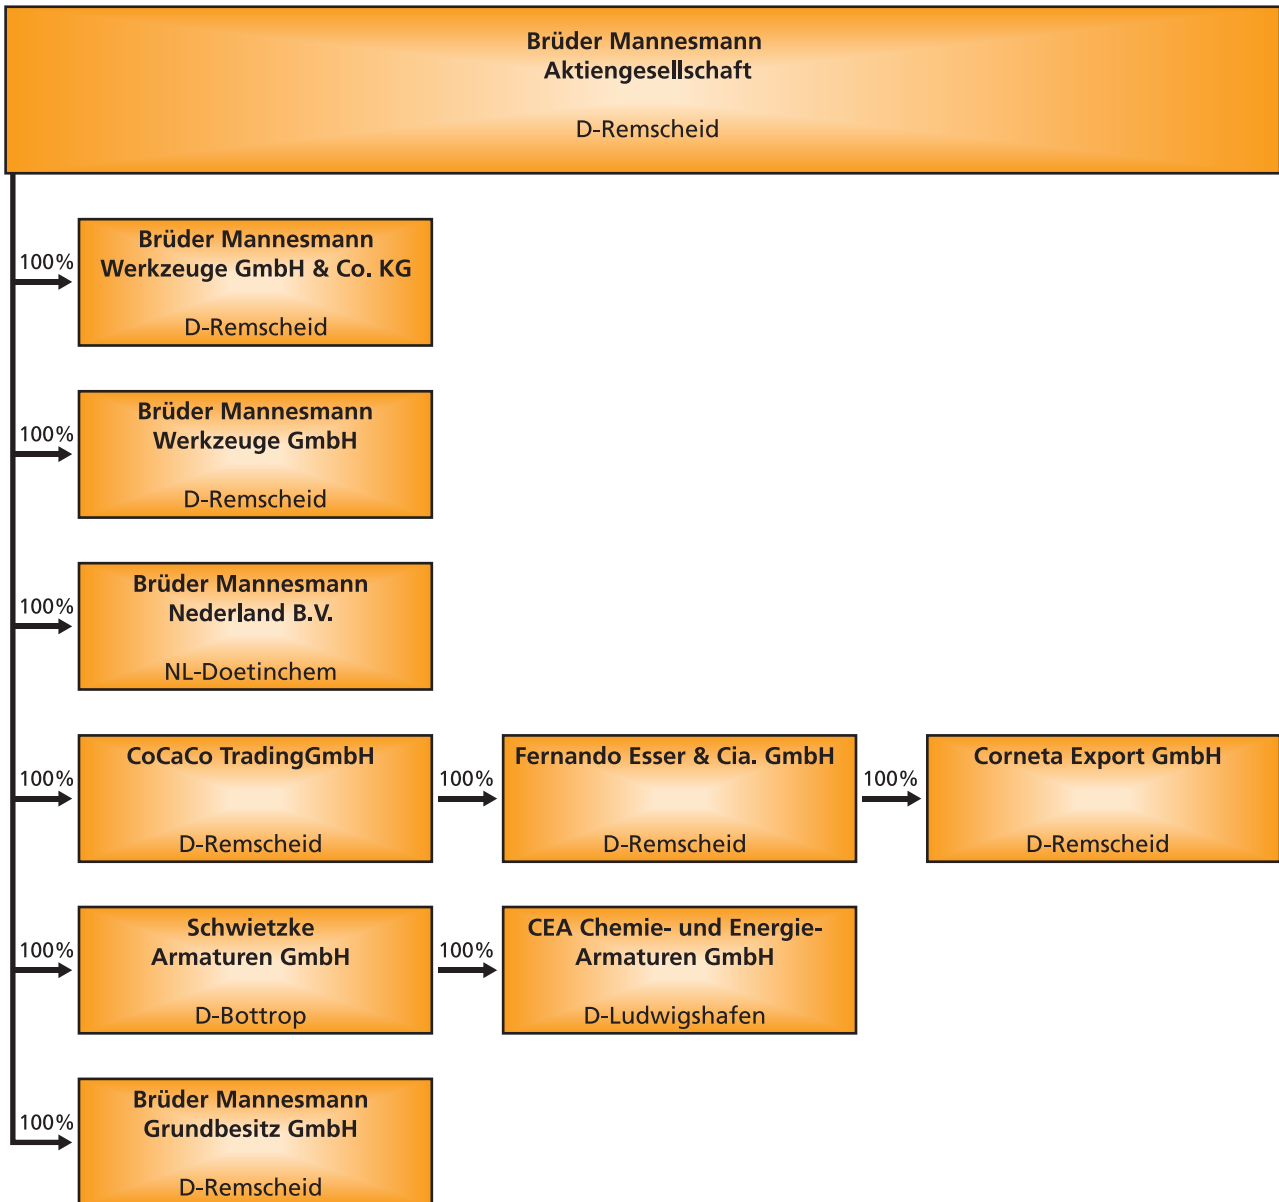 Brüder Mannesmann
Aktiengesellschaft
D-Remscheid
100%
Brüder Mannesmann
Werkzeuge GmbH & Co. KG
D-Remscheid
100%
Brüder Mannesmann
Werkzeuge GmbH
D-Remscheid
100%
Brüder Mannesmann
Nederland B.V.
NL-Doetinchem
100%
CoCaCo TradingGmbH
D-Remscheid
100%
Fernando Esser & Cia. GmbH
D-Remscheid
100%
Corneta Export GmbH
D-Remscheid
100%
Schwietzke
Armaturen GmbH
D-Bottrop
100%
CEA Chemie- und Energie-
Armaturen GmbH
D-Ludwigshafen
100%
Brüder Mannesmann
Grundbesitz GmbH
D-Remscheid